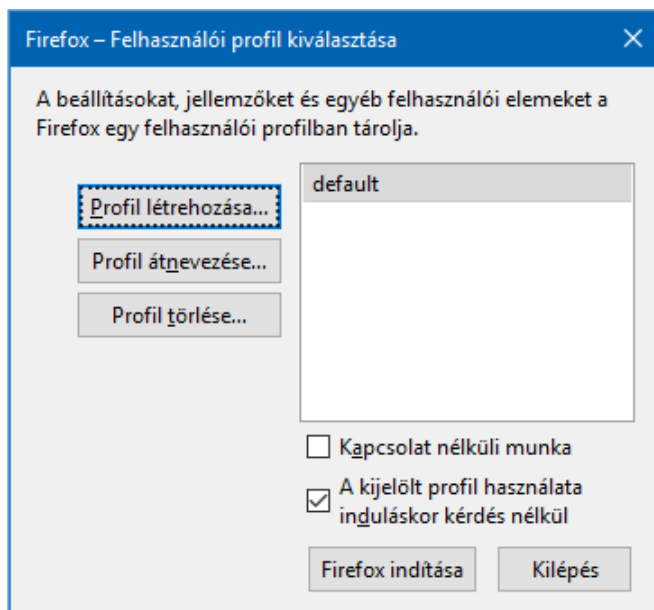 Firefox – Felhasználói profil kiválasztása
A beállításokat, jellemzőket és egyéb felhasználói elemeket a
Firefox egy felhasználói profilban tárolja.
Profil létrehozása...
Profil átnevezése...
Profil törlése...
default
Kapcsolat nélküli munka
A kijelölt profil használata
induláskor kérdés nélkül
Firefox indítása
Kilépés